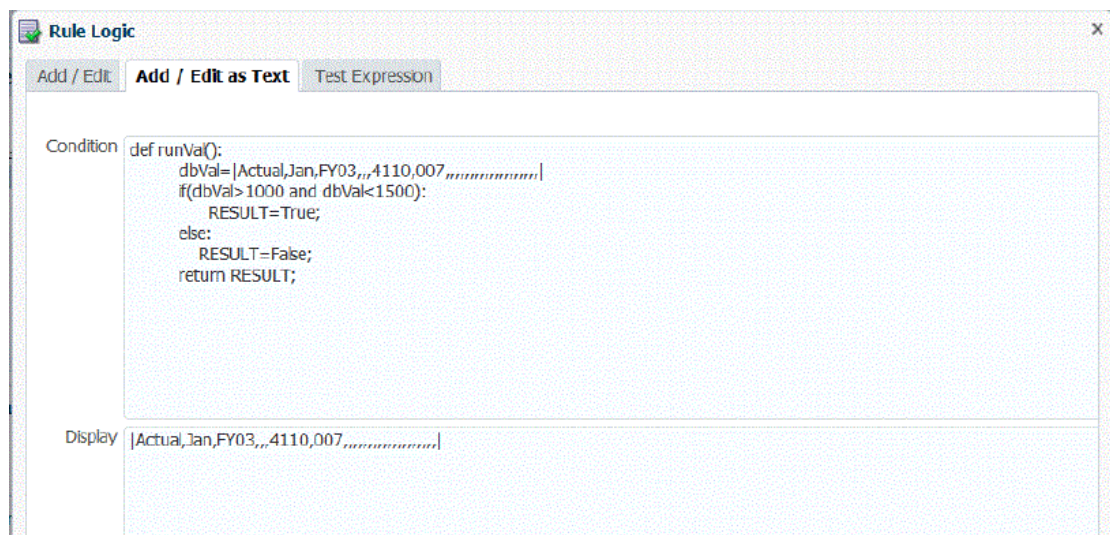 Rule Logic
x
Add / Edit Add / Edit as Text Test Expression
Condition
def runVal():
dbVal=|Actual,Jan,FY03,,,4110,007,,,,,,,,,,,,,,,,,,,|
if(dbVal>1000 and dbVal<1500):
RESULT=True;
else:
RESULT=False;
return RESULT;
Display
|Actual,Jan,FY03,,,4110,007,,,,,,,,,,,,,,,,,,,|